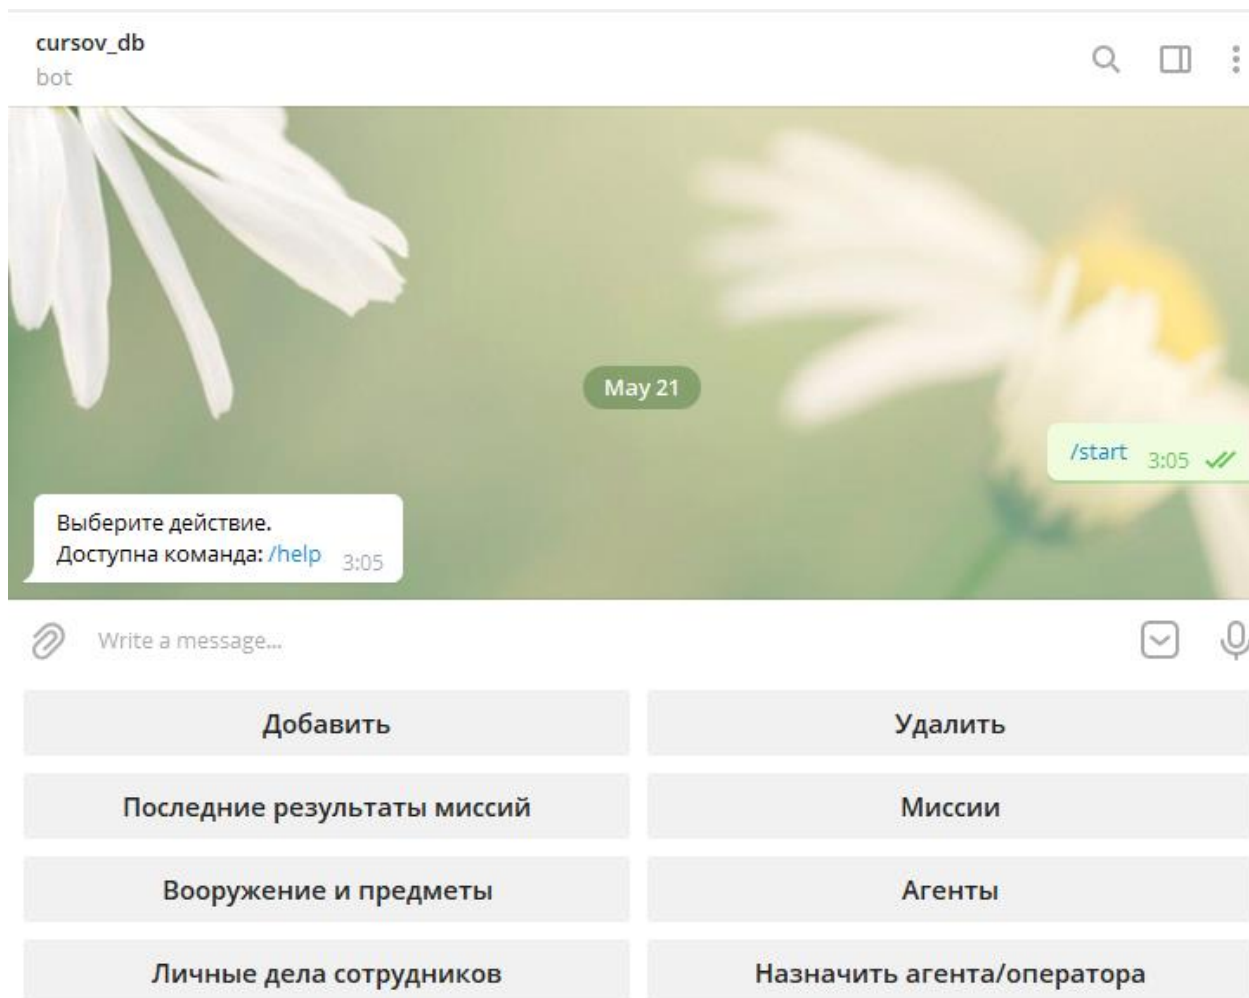 cursov_db
bot
May 21
/start 3:05
Выберите действие.
Доступна команда: /help 3:05
Write a message...
Добавить Удалить
Последние результаты миссий Миссии
Вооружение и предметы Агенты
Личные дела сотрудников Назначить агента/оператора